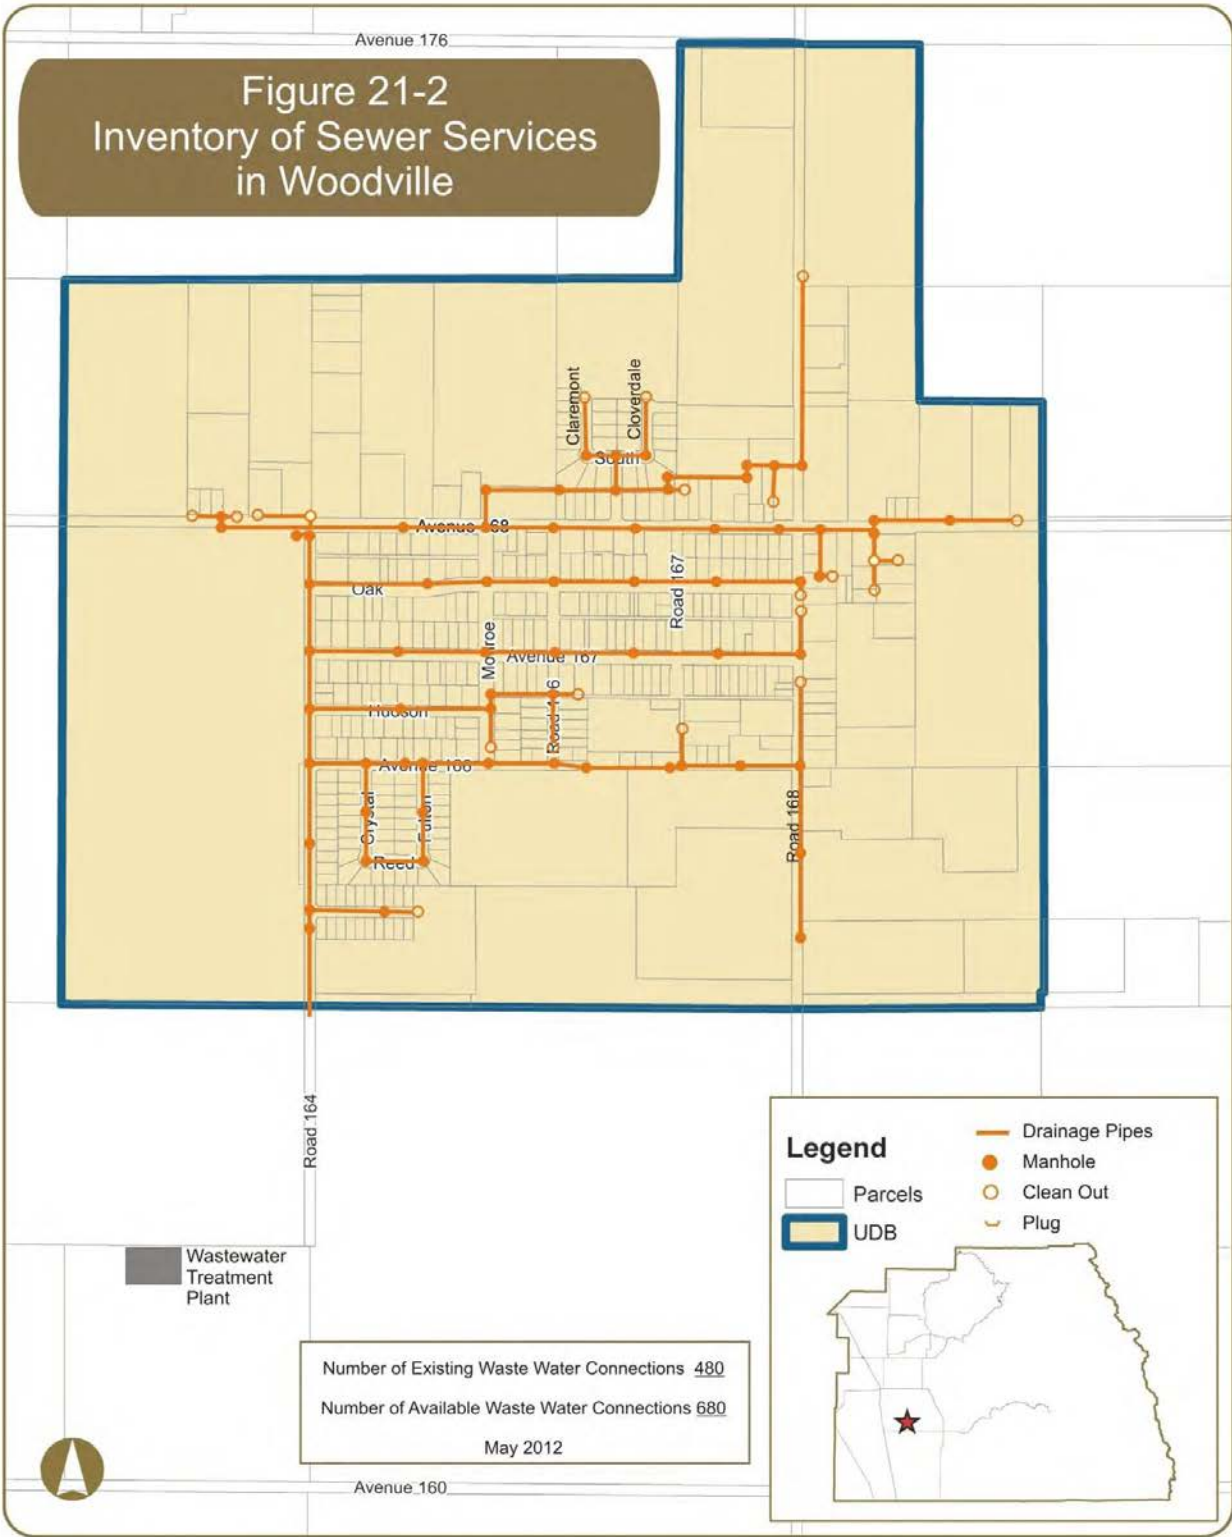 Avenue 176
Figure 21-2
Inventory of Sewer Services
in Woodville
Claremont
Cloverdale
South
Avenue 168
Oak
Road 167
Monroe
Avenue 167
Road 166
Hudson
Avenue 166
Crystal
Fulton
Reed
Road 168
Road 164
Wastewater
Treatment
Plant
Legend
Parcels
UDB
Drainage Pipes
Manhole
Clean Out
Plug
Number of Existing Waste Water Connections 480
Number of Available Waste Water Connections 680
May 2012
Avenue 160